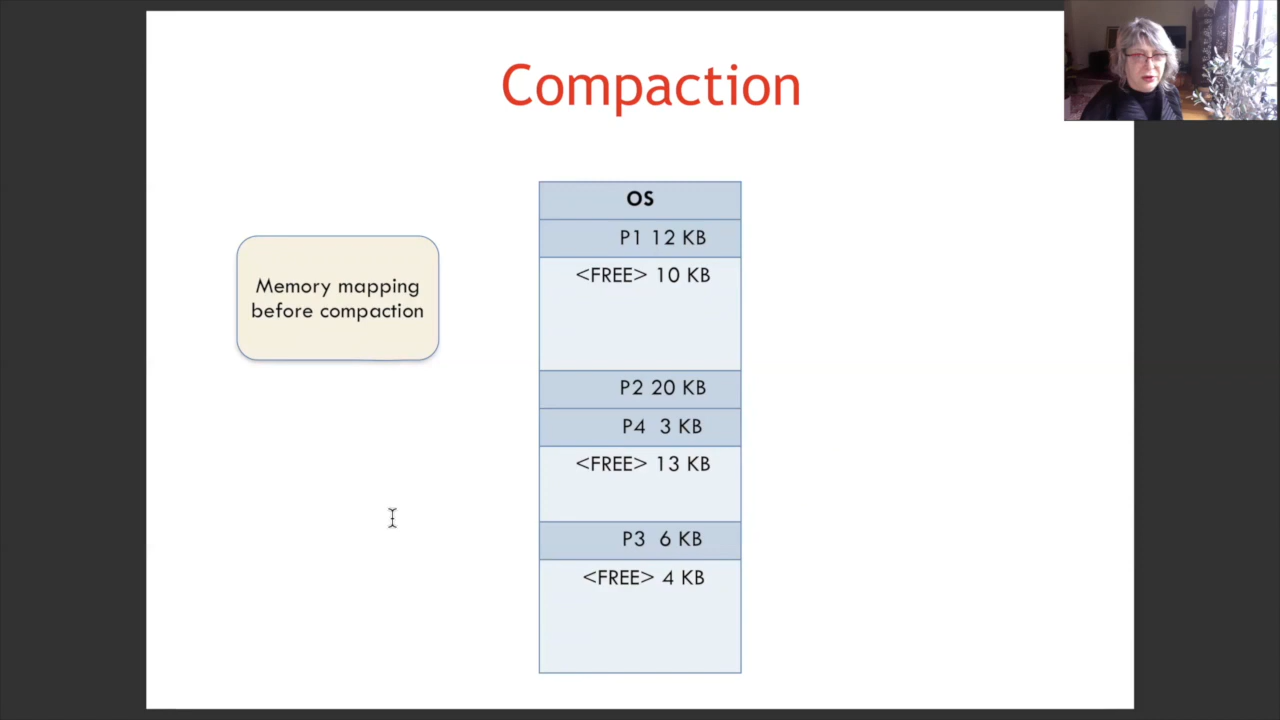 Compaction
OS
P1 12 KB
Memory mapping
before compaction
<FREE> 10 KB
P2 20 KB
P4 3 KB
<FREE> 13 KB
P3 6 KB
<FREE> 4 KB